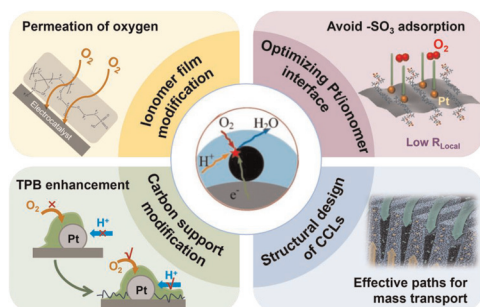 Permeation of oxygen
O₂
O₂
Electrocatalyst
Ionomer film
modification
Avoid -SO₃ adsorption
O₂
Pt
Low R_Local
Optimizing Pt/ionomer
interface
O₂
H₂O
H⁺
e⁻
TPB enhancement
O₂
H⁺
Pt
O₂
H⁺
Pt
Carbon support
modification
Structural design
of CCLs
Effective paths for
mass transport